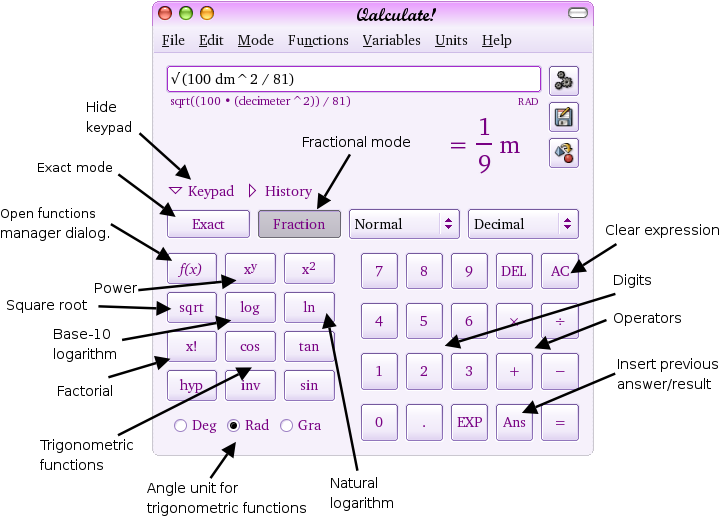 Qalculate!
File Edit Mode Functions Variables Units Help
√(100 dm^2 / 81)
sqrt((100 • (decimeter^2)) / 81)
RAD
= 1/9 m
Hide
keypad
Fractional mode
Exact mode
Keypad History
Open functions
manager dialog.
Exact Fraction Normal Decimal
Clear expression
f(x) xʸ x² 7 8 9 DEL AC
Power
Digits
Square root
sqrt log ln 4 5 6 × ÷
Operators
Base-10
logarithm
x! cos tan 1 2 3 + −
Insert previous
answer/result
Factorial
hyp inv sin 0 . EXP Ans =
Deg Rad Gra
Trigonometric
functions
Angle unit for
trigonometric functions
Natural
logarithm